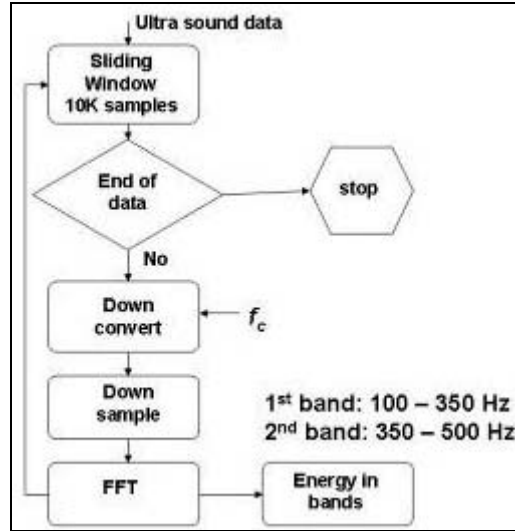 Ultra sound data
Sliding
Window
10K samples
End of
data
stop
No
Down
convert
f_c
Down
sample
1st band: 100 – 350 Hz
2nd band: 350 – 500 Hz
FFT
Energy in
bands